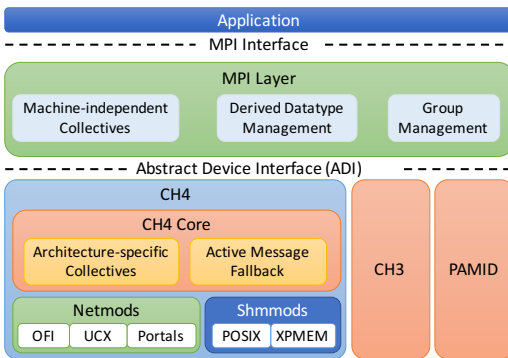 Application
MPI Interface
MPI Layer
Machine-independent
Collectives
Derived Datatype
Management
Group
Management
Abstract Device Interface (ADI)
CH4
CH4 Core
Architecture-specific
Collectives
Active Message
Fallback
Netmods
OFI
UCX
Portals
Shmmods
POSIX
XPMEM
CH3
PAMID